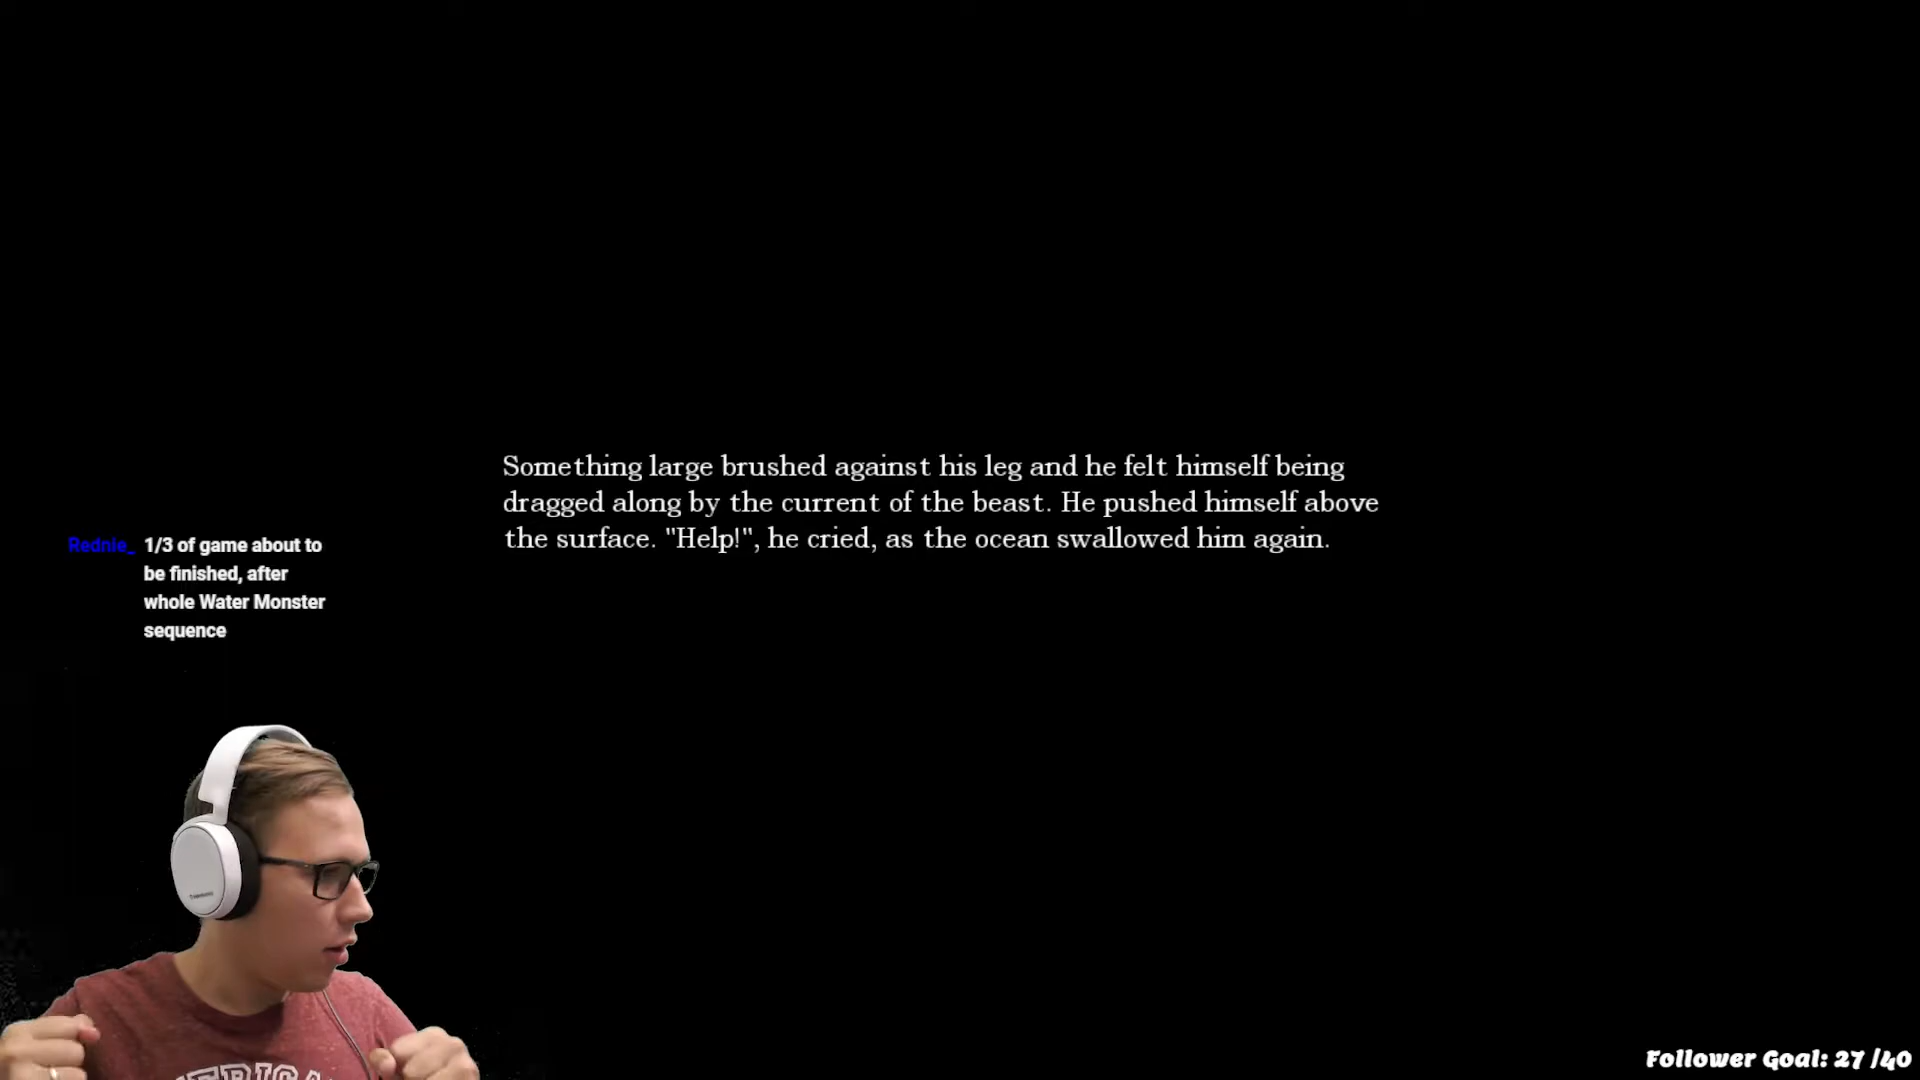 Something large brushed against his leg and he felt himself being
dragged along by the current of the beast. He pushed himself above
the surface. "Help!", he cried, as the ocean swallowed him again.
Rednie_ 1/3 of game about to
be finished, after
whole Water Monster
sequence
Follower Goal: 27 /40